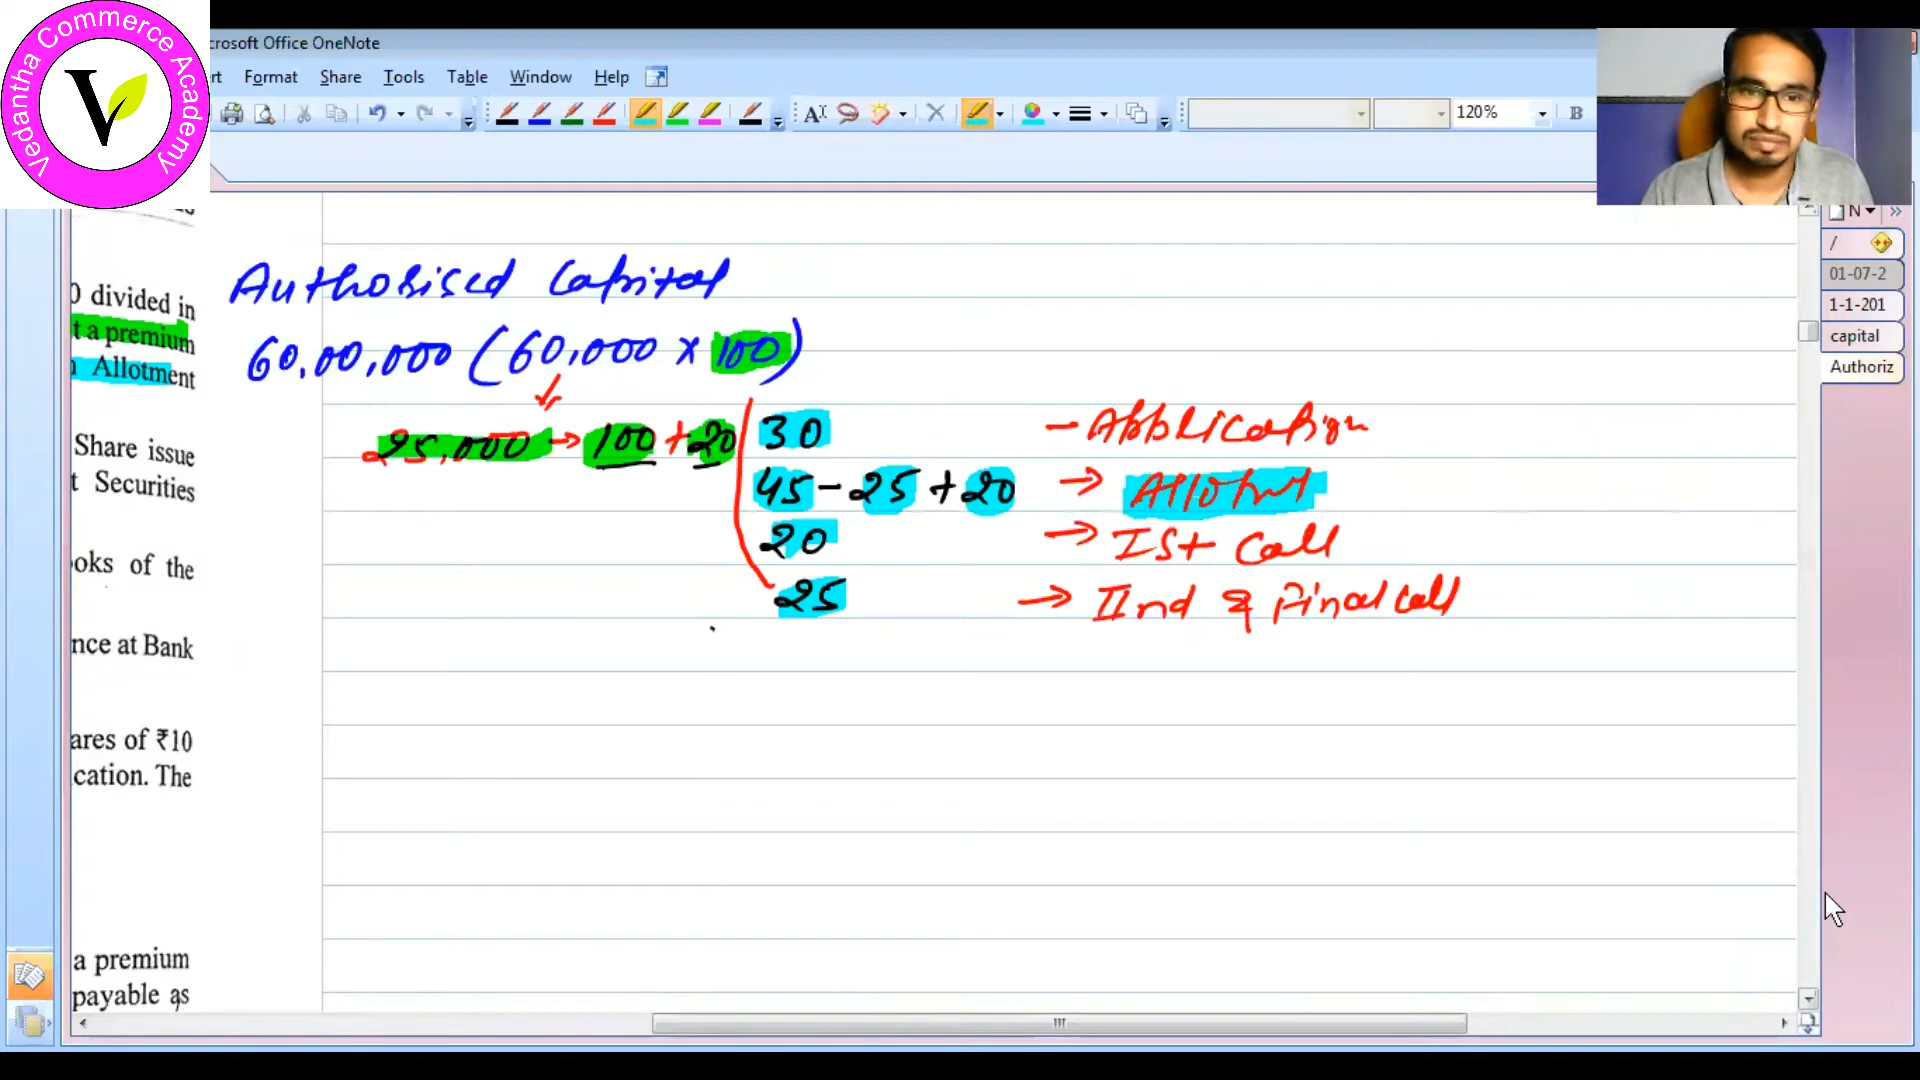 Vedantha Commerce Academy
V
crosoft Office OneNote
rt Format Share Tools Table Window Help
120% B
N
/
01-07-2
1-1-201
capital
Authoriz
0 divided in
t a premium
Allotment
Share issue
t Securities
oks of the
nce at Bank
ares of ₹10
cation. The
a premium
payable as
Authorised Capital
60,00,000 (60,000 × 100)
25,000 → 100 + 20
30 - Application
45 - 25 + 20 → Allotmt
20 → Ist Call
25 → IInd & Final Call